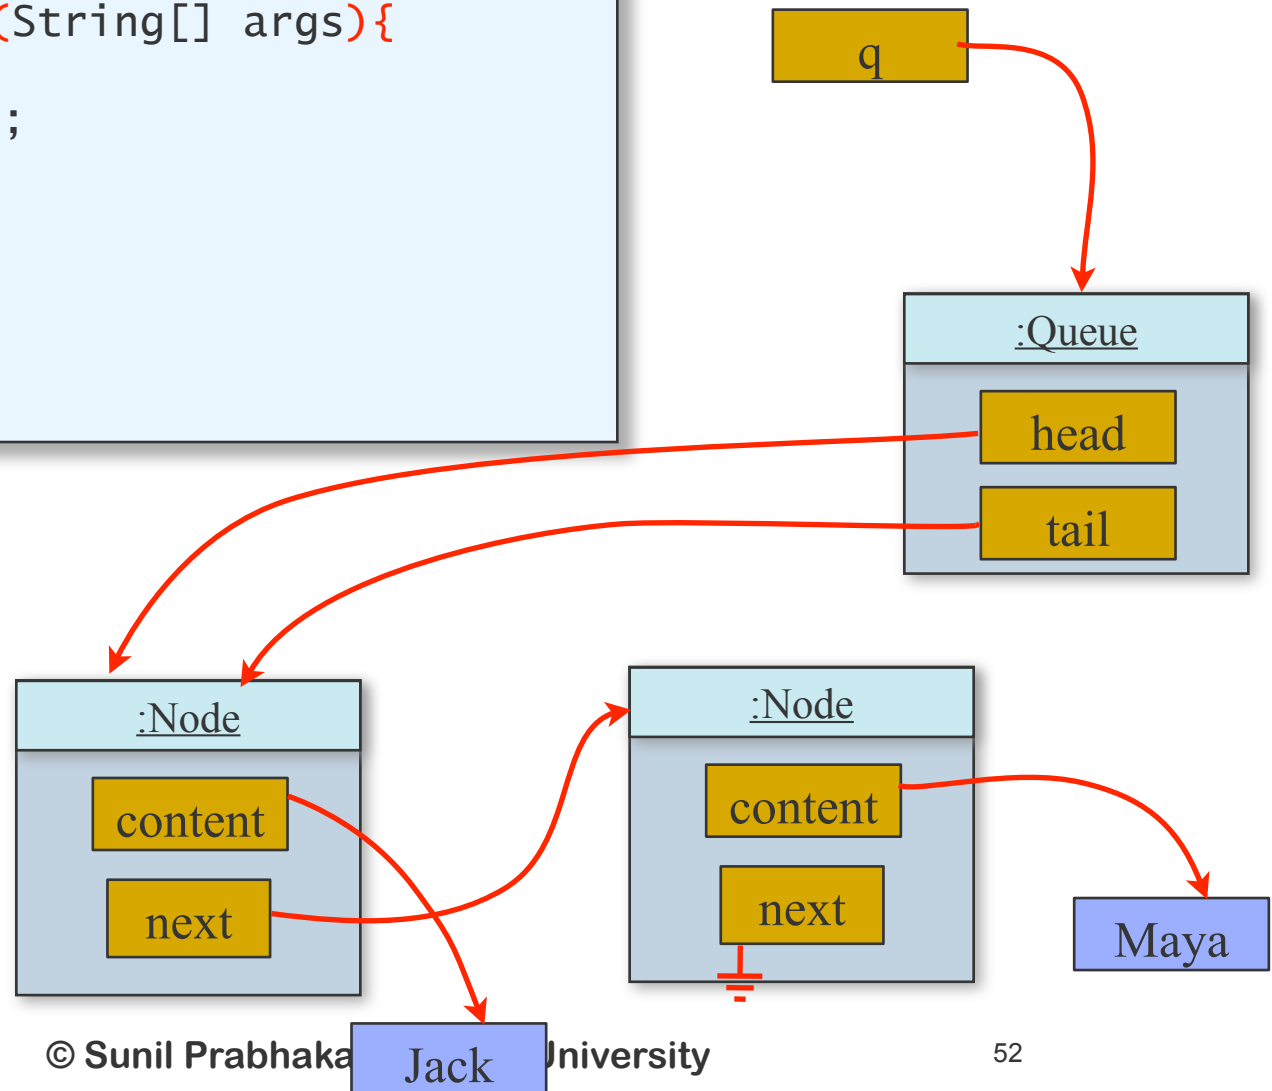 (String[] args){
;
q
:Queue
head
tail
:Node
content
next
:Node
content
next
Maya
Jack
© Sunil Prabhaka
University
52